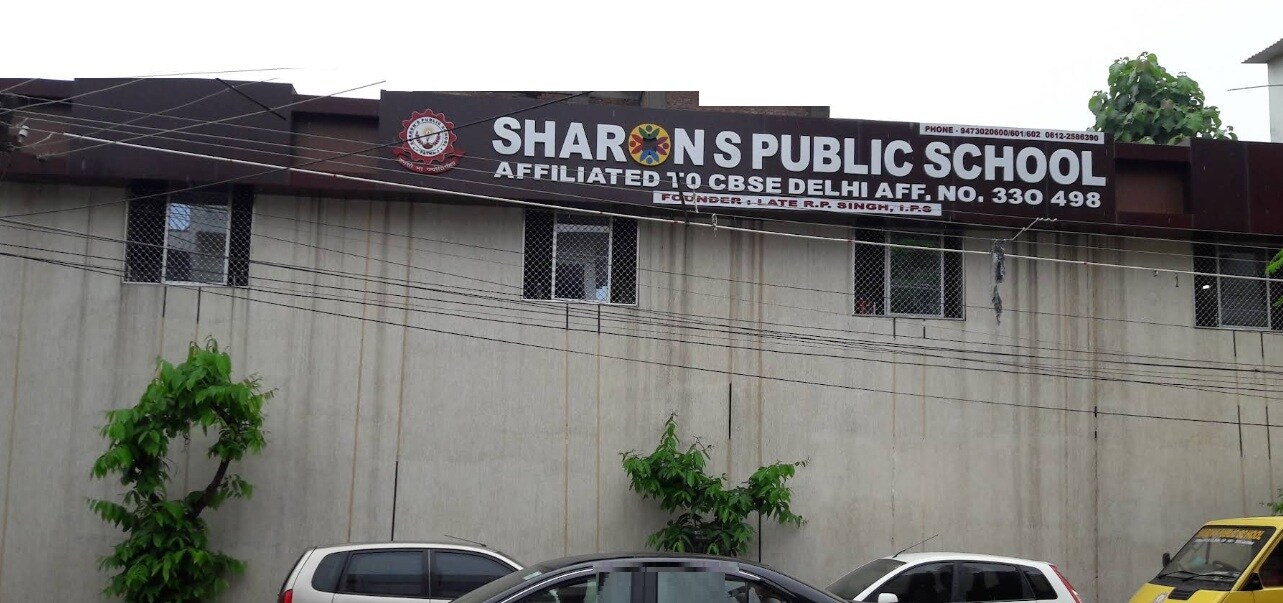 PHONE - 9473020600/601/602 0612-2586390
SHARON S PUBLIC SCHOOL
AFFILIATED TO CBSE DELHI AFF. NO. 330 498
FOUNDER : LATE R.P. SINGH, I.P.S